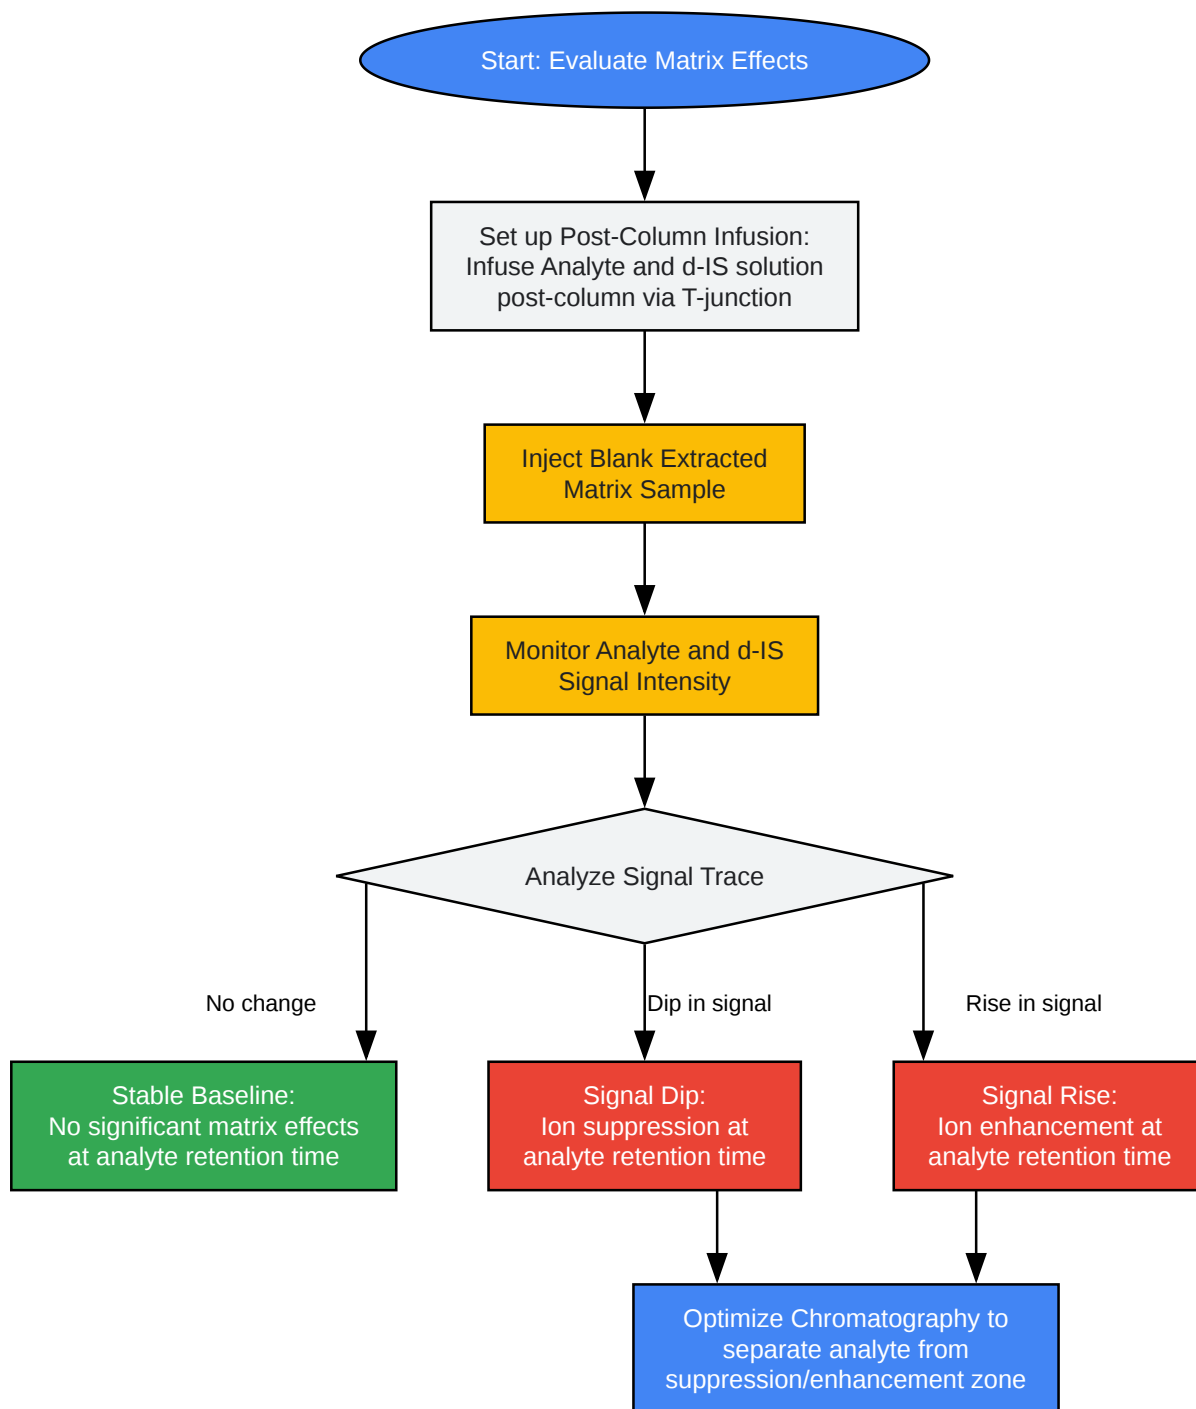 Start: Evaluate Matrix Effects
Set up Post-Column Infusion:
Infuse Analyte and d-IS solution
post-column via T-junction
Inject Blank Extracted
Matrix Sample
Monitor Analyte and d-IS
Signal Intensity
Analyze Signal Trace
No change
Dip in signal
Rise in signal
Stable Baseline:
No significant matrix effects
at analyte retention time
Signal Dip:
Ion suppression at
analyte retention time
Signal Rise:
Ion enhancement at
analyte retention time
Optimize Chromatography to
separate analyte from
suppression/enhancement zone